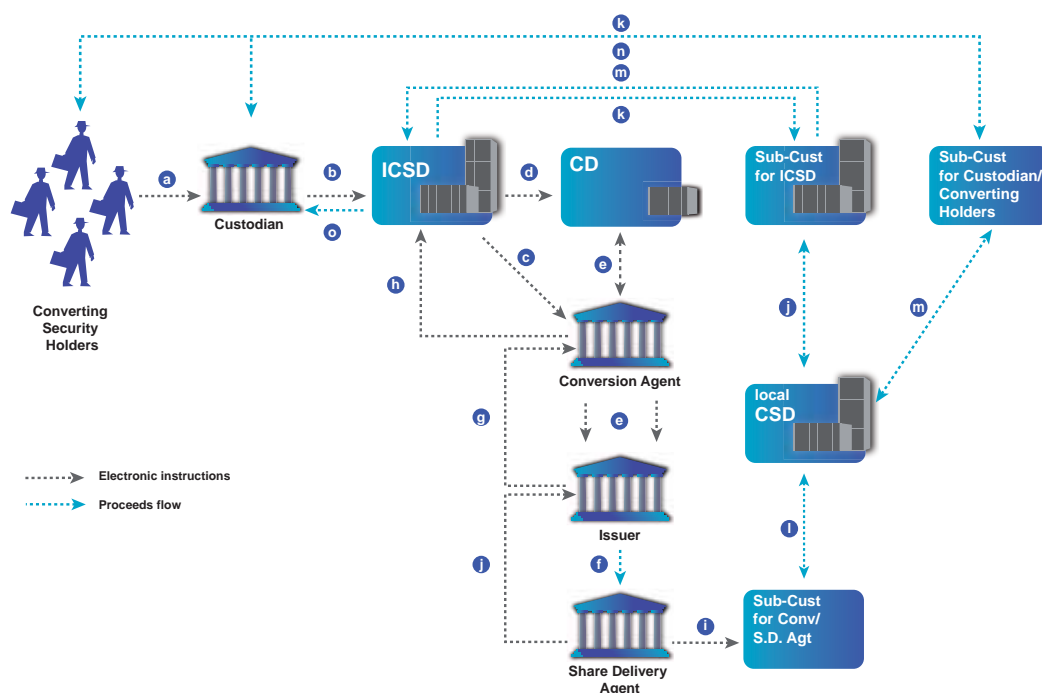 k
n
m
k
ICSD
CD
Sub-Cust
for ICSD
Sub-Cust
for Custodian/
Converting
Holders
a
b
d
o
Custodian
c
e
h
j
m
Converting
Security
Holders
Conversion Agent
local
CSD
g
e
Electronic instructions
Proceeds flow
Issuer
l
j
f
Sub-Cust
for Conv/
S.D. Agt
i
Share Delivery
Agent